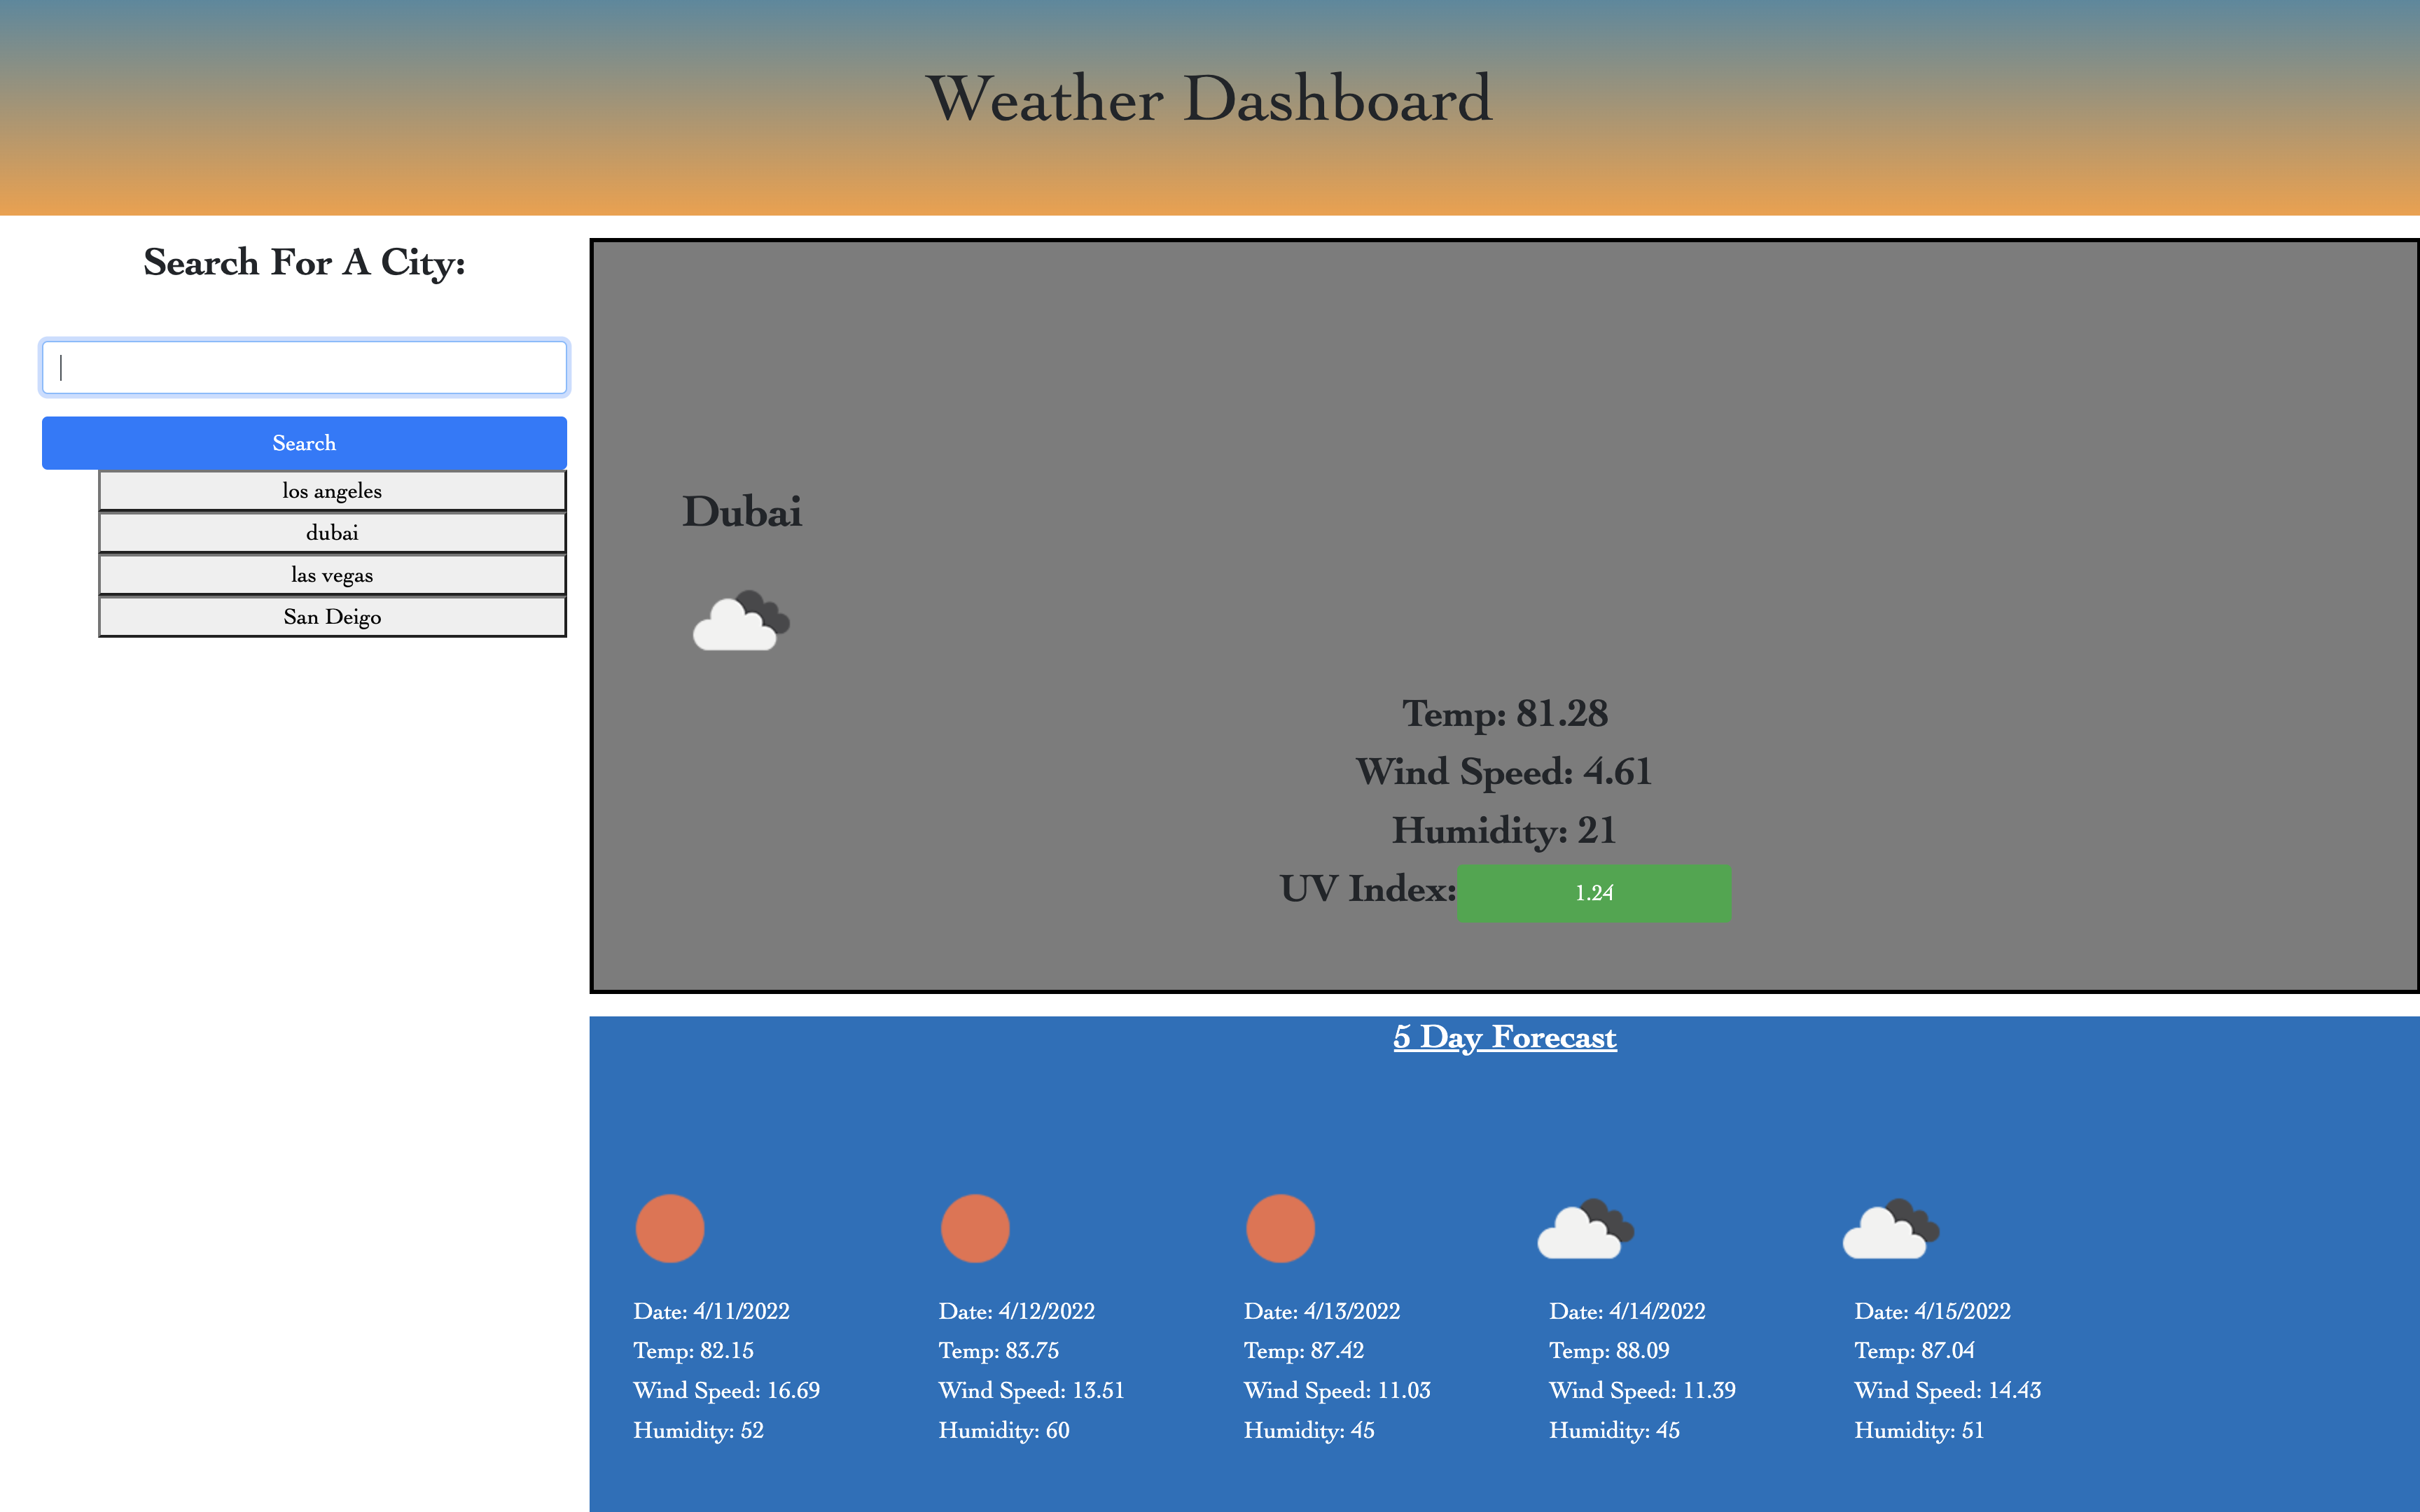 Weather Dashboard
Search For A City:
Search
los angeles
dubai
las vegas
San Deigo
Dubai
Temp: 81.28
Wind Speed: 4.61
Humidity: 21
UV Index: 1.24
5 Day Forecast
Date: 4/11/2022
Temp: 82.15
Wind Speed: 16.69
Humidity: 52
Date: 4/12/2022
Temp: 83.75
Wind Speed: 13.51
Humidity: 60
Date: 4/13/2022
Temp: 87.42
Wind Speed: 11.03
Humidity: 45
Date: 4/14/2022
Temp: 88.09
Wind Speed: 11.39
Humidity: 45
Date: 4/15/2022
Temp: 87.04
Wind Speed: 14.43
Humidity: 51